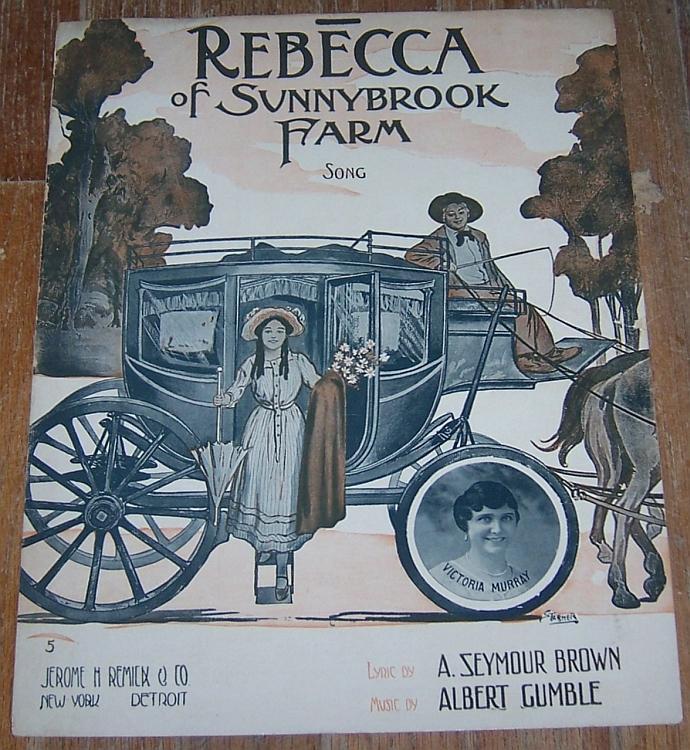 REBECCA
OF SUNNYBROOK
FARM
SONG
VICTORIA MURRAY
STARMER
5
JEROME H REMICK & CO
NEW YORK DETROIT
LYRIC BY A. SEYMOUR BROWN
MUSIC BY ALBERT GUMBLE